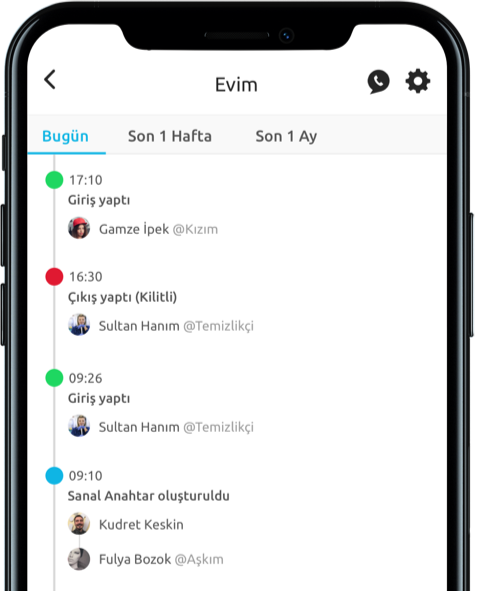 Evim
Bugün Son 1 Hafta Son 1 Ay
17:10
Giriş yaptı
Gamze İpek @Kızım
16:30
Çıkış yaptı (Kilitli)
Sultan Hanım @Temizlikçi
09:26
Giriş yaptı
Sultan Hanım @Temizlikçi
09:10
Sanal Anahtar oluşturuldu
Kudret Keskin
Fulya Bozok @Aşkım